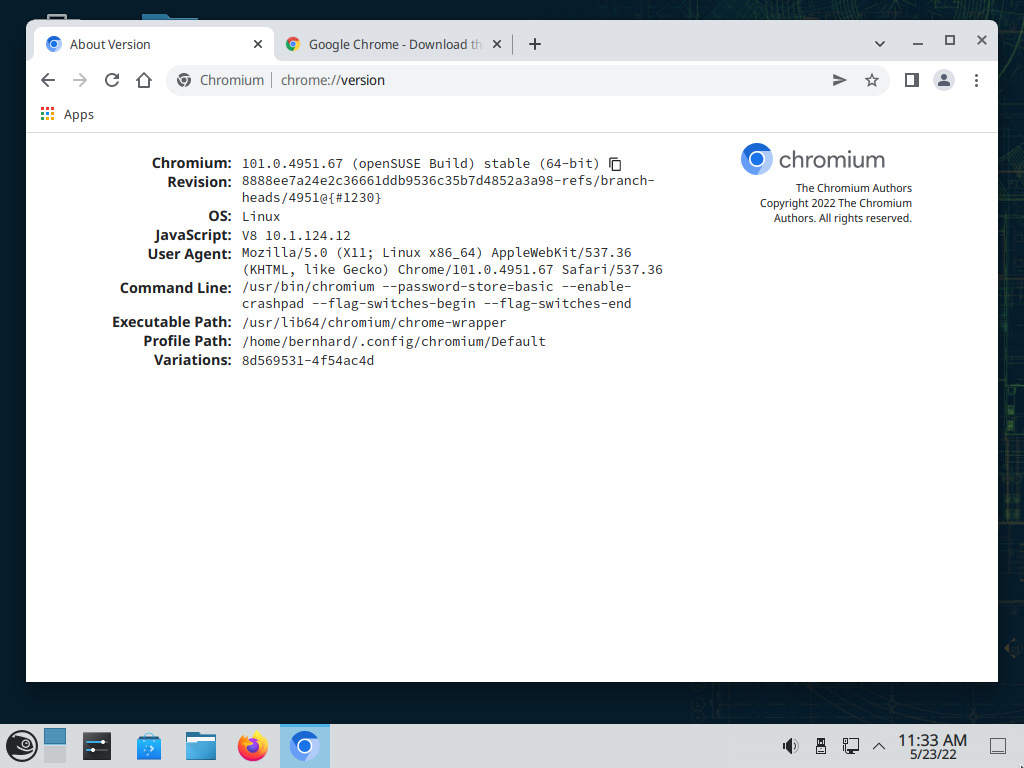 About Version
Google Chrome - Download th
Chromium | chrome://version
Apps
Chromium: 101.0.4951.67 (openSUSE Build) stable (64-bit)
Revision: 8888ee7a24e2c36661ddb9536c35b7d4852a3a98-refs/branch-
heads/4951@{#1230}
OS: Linux
JavaScript: V8 10.1.124.12
User Agent: Mozilla/5.0 (X11; Linux x86_64) AppleWebKit/537.36
(KHTML, like Gecko) Chrome/101.0.4951.67 Safari/537.36
Command Line: /usr/bin/chromium --password-store=basic --enable-
crashpad --flag-switches-begin --flag-switches-end
Executable Path: /usr/lib64/chromium/chrome-wrapper
Profile Path: /home/bernhard/.config/chromium/Default
Variations: 8d569531-4f54ac4d
chromium
The Chromium Authors
Copyright 2022 The Chromium
Authors. All rights reserved.
11:33 AM
5/23/22